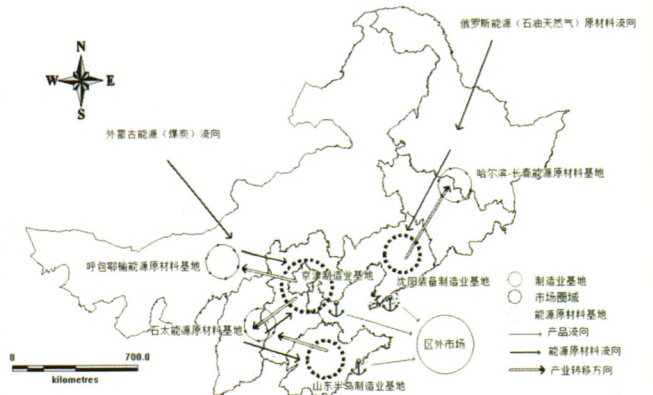 俄罗斯能源（石油天然气）原材料流向
N
W E
S
外蒙古能源（煤炭）流向
哈尔滨-长春能源原材料基地
呼包鄂榆能源原材料基地
京津制造业基地
沈阳装备制造业基地
石太能源原材料基地
区外市场
山东半岛制造业基地
制造业基地
市场圈域
能源原材料基地
产品流向
能源原材料流向
产业转移方向
0 700.0
kilometres